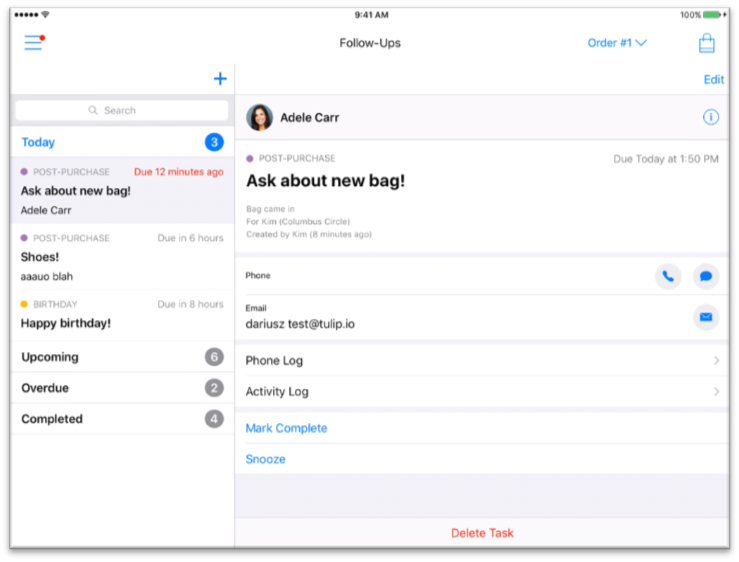 9:41 AM
100%
Follow-Ups
Order #1
+
Edit
Search
Today 3
POST-PURCHASE Due 12 minutes ago
Ask about new bag!
Adele Carr
POST-PURCHASE Due in 6 hours
Shoes!
aaauo blah
BIRTHDAY Due in 8 hours
Happy birthday!
Upcoming 6
Overdue 2
Completed 4
Adele Carr
POST-PURCHASE Due Today at 1:50 PM
Ask about new bag!
Bag came in
For Kim (Columbus Circle)
Created by Kim (8 minutes ago)
Phone
Email
dariusz test@tulip.io
Phone Log
Activity Log
Mark Complete
Snooze
Delete Task